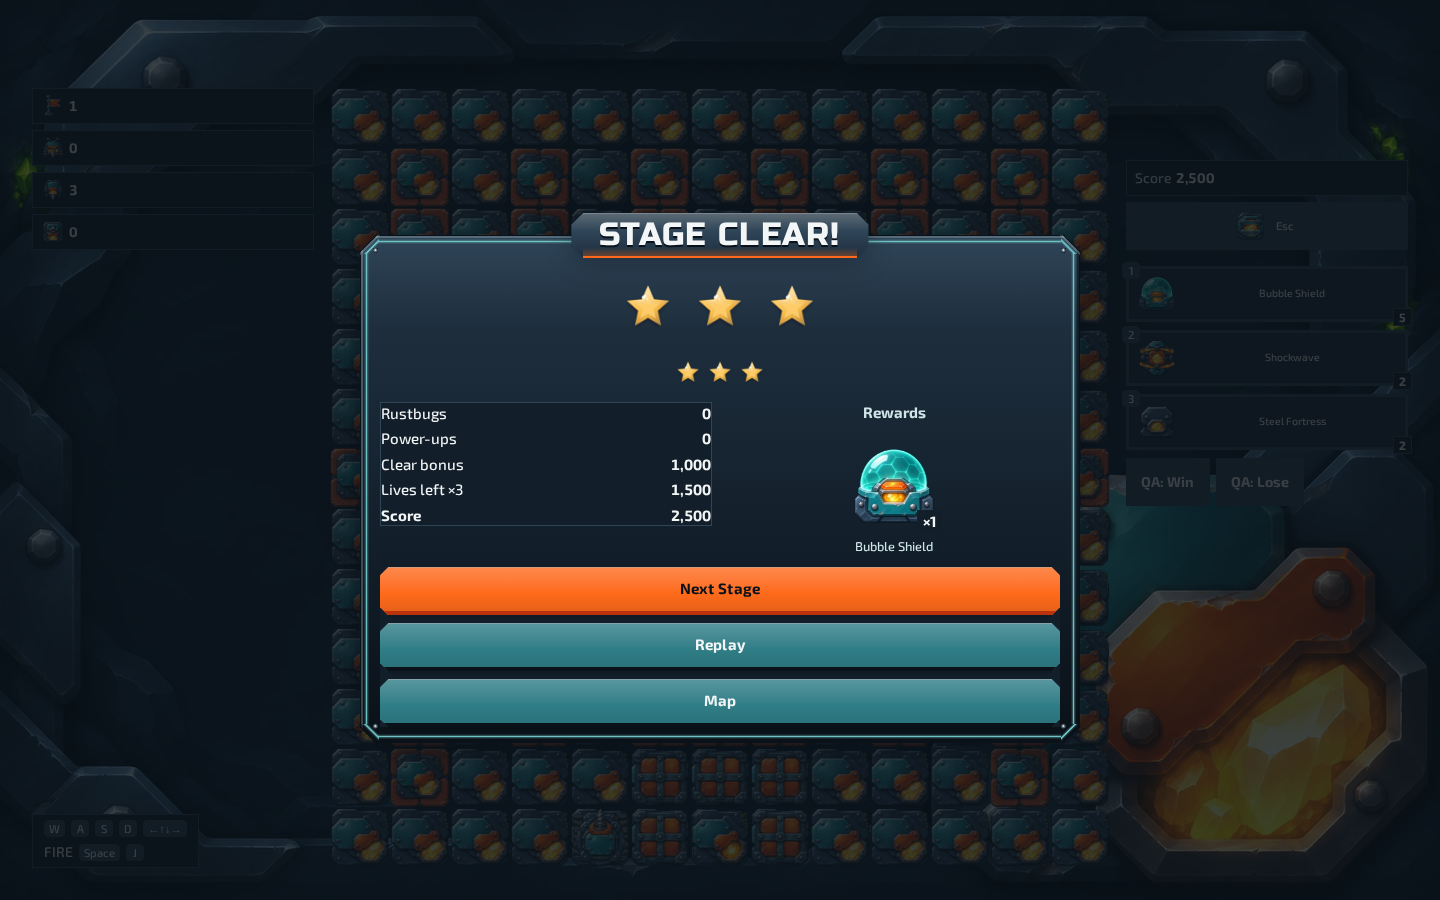 1
0
3
0
STAGE CLEAR!
Rustbugs 0
Power-ups 0
Clear bonus 1,000
Lives left ×3 1,500
Score 2,500
Rewards
×1
Bubble Shield
Next Stage
Replay
Map
Score 2,500
Esc
1 Bubble Shield 5
2 Shockwave 2
3 Steel Fortress 2
QA: Win QA: Lose
W A S D ←↑↓→
FIRE Space J